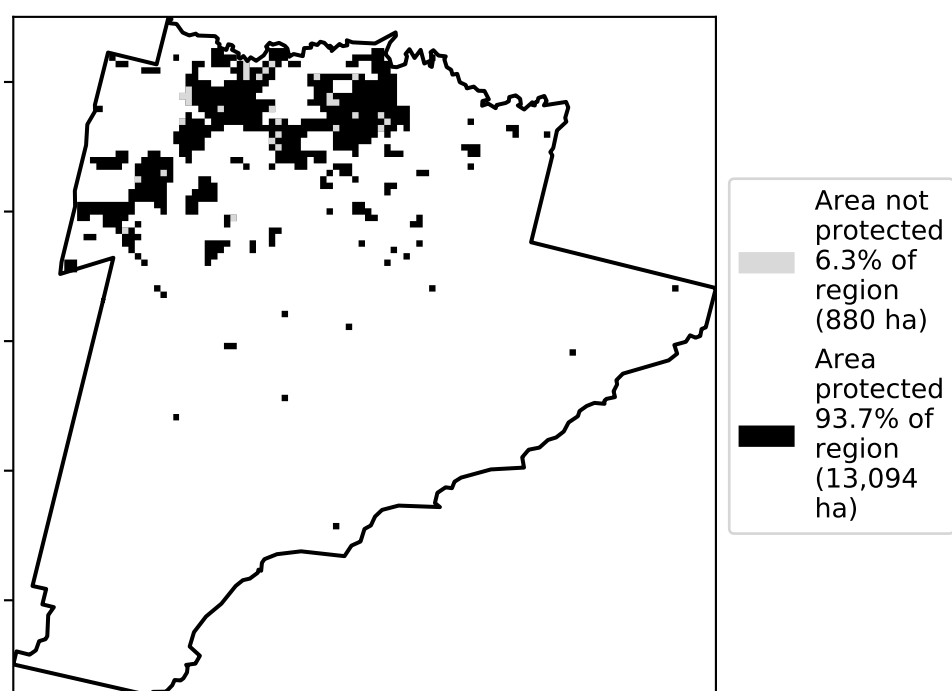 Area not
protected
6.3% of
region
(880 ha)
Area
protected
93.7% of
region
(13,094
ha)